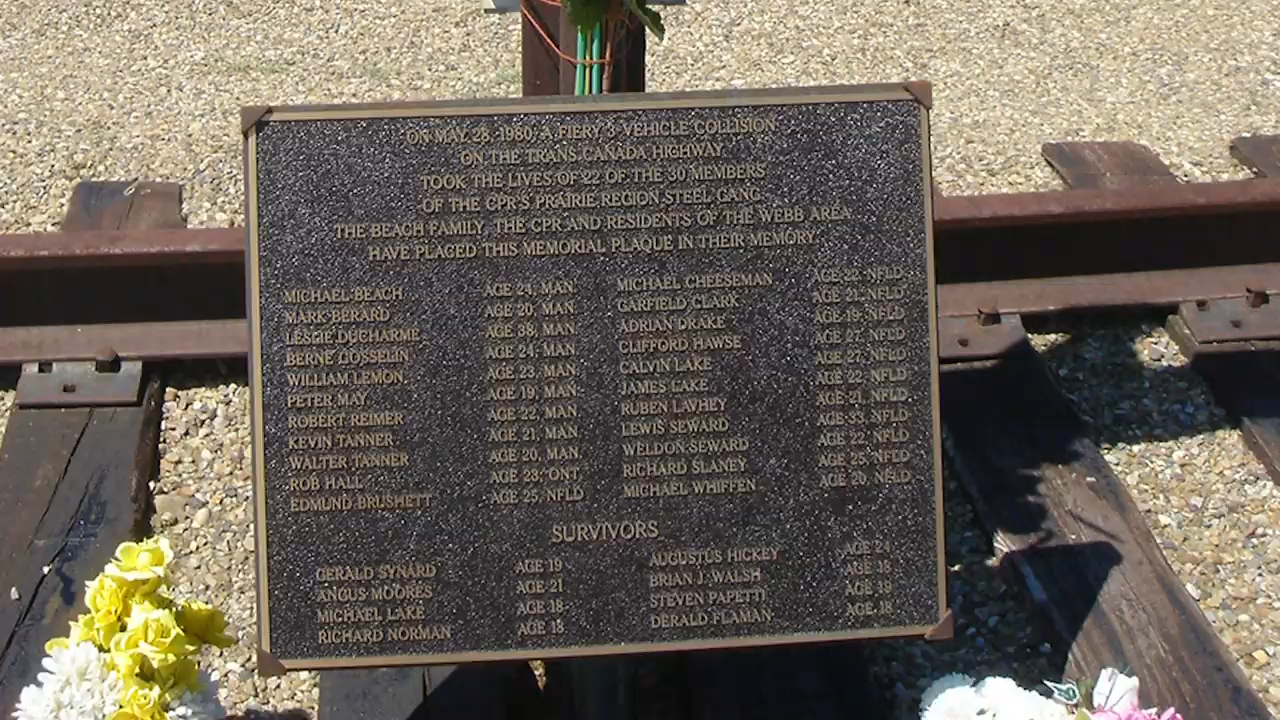 ON MAY 28, 1980, A FIERY 3 VEHICLE COLLISION
ON THE TRANS CANADA HIGHWAY
TOOK THE LIVES OF 22 OF THE 30 MEMBERS
OF THE CPR'S PRAIRIE REGION STEEL GANG.
THE BEACH FAMILY, THE CPR AND RESIDENTS OF THE WEBB AREA
HAVE PLACED THIS MEMORIAL PLAQUE IN THEIR MEMORY.
MICHAEL BEACH AGE 24, MAN MICHAEL CHEESEMAN AGE 22, NFLD
MARK BERARD AGE 20, MAN GARFIELD CLARK AGE 21, NFLD
LESLIE DUCHARME AGE 38, MAN ADRIAN DRAKE AGE 19, NFLD
BERNE GOSSELIN AGE 24, MAN CLIFFORD HAWSE AGE NFLD
WILLIAM LEMON AGE 23, MAN CALVIN LAKE AGE 27, NFLD
PETER MAY AGE 19, MAN JAMES LAKE AGE 22, NFLD
ROBERT REIMER AGE 22, MAN RUBEN LAVHEY AGE 21, NFLD
KEVIN TANNER AGE 21, MAN LEWIS SEWARD AGE 33, NFLD
WALTER TANNER AGE 20, MAN WELDON SEWARD AGE 22, NFLD
ROB HALL AGE 23, ONT RICHARD SLANEY AGE 25, NFLD
EDMUND BRUSHETT AGE 25, NFLD MICHAEL WHIFFEN AGE 20, NFLD
SURVIVORS
GERALD SYNARD AGE 19 AUGUSTUS HICKEY AGE 24
ANGUS MOORES AGE 21 BRIAN J. WALSH AGE 18
MICHAEL LAKE AGE 18 STEVEN PAPETTI AGE 19
RICHARD NORMAN AGE 18 DERALD FLAMAN AGE 18